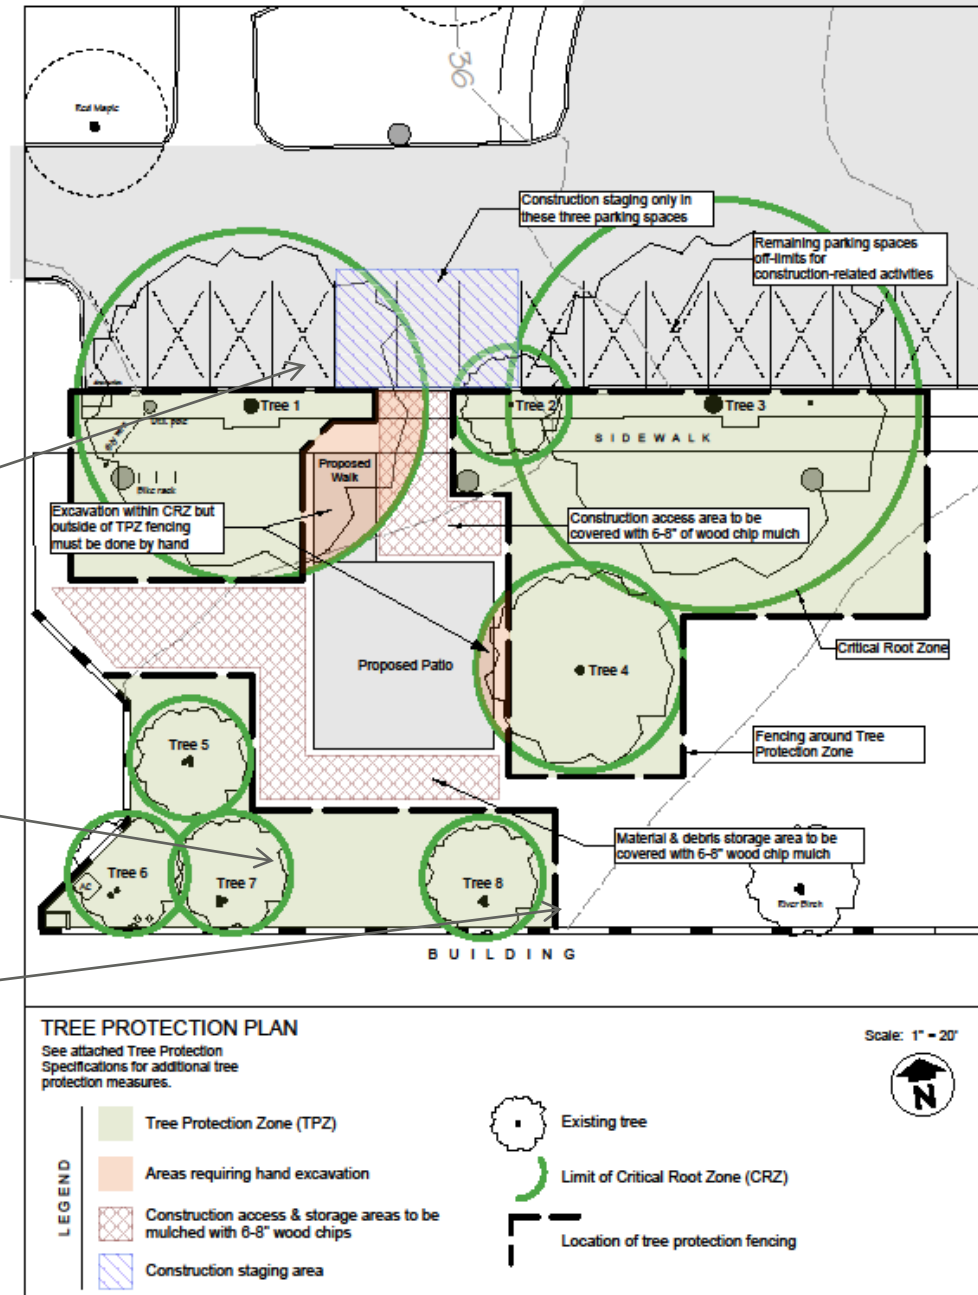 Red Maple
36
Construction staging only in
these three parking spaces
Remaining parking spaces
off-limits for
construction-related activities
Tree 1
Util. pole
Tree 2
Tree 3
SIDEWALK
Bike rack
Proposed
Walk
Excavation within CRZ but
outside of TPZ fencing
must be done by hand
Construction access area to be
covered with 6-8" of wood chip mulch
Critical Root Zone
Proposed Patio
Tree 4
Fencing around Tree
Protection Zone
Tree 5
Material & debris storage area to be
covered with 6-8" wood chip mulch
Tree 6
AC
Tree 7
Tree 8
River Birch
BUILDING
TREE PROTECTION PLAN
See attached Tree Protection
Specifications for additional tree
protection measures.
Scale: 1" = 20'
N
LEGEND
Tree Protection Zone (TPZ)
Areas requiring hand excavation
Construction access & storage areas to be
mulched with 6-8" wood chips
Construction staging area
Existing tree
Limit of Critical Root Zone (CRZ)
Location of tree protection fencing